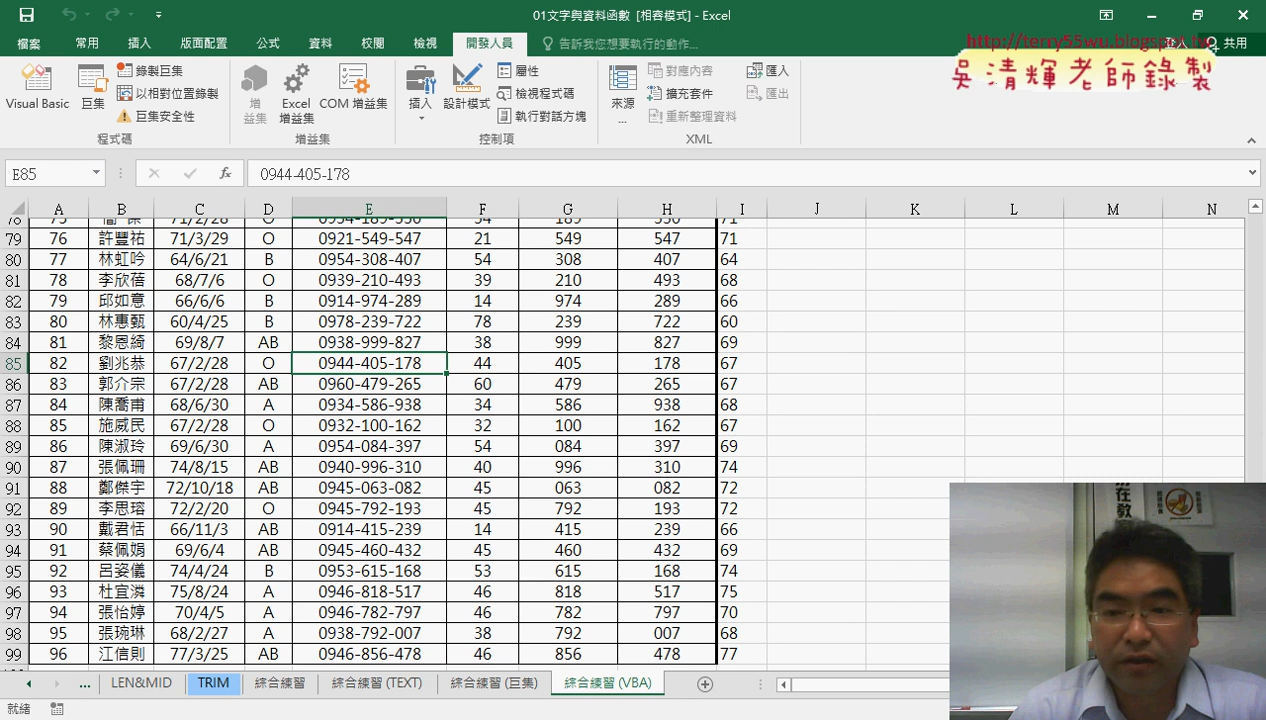 01文字與資料函數 [相容模式] - Excel
檔案 常用 插入 版面配置 公式 資料 校閱 檢視 開發人員 告訴我您想要執行的動作... 登入 共用
http://terry55wu.blogspot.tw
吳清輝老師錄製
Visual Basic 巨集 錄製巨集 以相對位置錄製 巨集安全性 程式碼
增益集 Excel 增益集 COM 增益集 增益集
插入 設計模式 屬性 檢視程式碼 執行對話方塊 控制項
來源... 對應內容 擴充套件 重新整理資料 匯入 匯出 XML
E85 fx 0944-405-178
A B C D E F G H I J K L M N
79 76 許豐祐 71/3/29 O 0921-549-547 21 549 547 71
80 77 林虹吟 64/6/21 B 0954-308-407 54 308 407 64
81 78 李欣蓓 68/7/6 O 0939-210-493 39 210 493 68
82 79 邱如意 66/6/6 B 0914-974-289 14 974 289 66
83 80 林惠甄 60/4/25 B 0978-239-722 78 239 722 60
84 81 黎恩綺 69/8/7 AB 0938-999-827 38 999 827 69
85 82 劉兆恭 67/2/28 O 0944-405-178 44 405 178 67
86 83 郭介宗 67/2/28 AB 0960-479-265 60 479 265 67
87 84 陳喬甫 68/6/30 A 0934-586-938 34 586 938 68
88 85 施威民 67/2/28 O 0932-100-162 32 100 162 67
89 86 陳淑玲 69/6/30 A 0954-084-397 54 084 397 69
90 87 張佩珊 74/8/15 AB 0940-996-310 40 996 310 74
91 88 鄭傑宇 72/10/18 AB 0945-063-082 45 063 082 72
92 89 李思瑢 72/2/20 O 0945-792-193 45 792 193 72
93 90 戴君恬 66/11/3 AB 0914-415-239 14 415 239 66
94 91 蔡佩娟 69/6/4 AB 0945-460-432 45 460 432 69
95 92 呂姿儀 74/4/24 B 0953-615-168 53 615 168 74
96 93 杜宜潾 75/8/24 A 0946-818-517 46 818 517 75
97 94 張怡婷 70/4/5 A 0946-782-797 46 782 797 70
98 95 張琬琳 68/2/27 A 0938-792-007 38 792 007 68
99 96 江信則 77/3/25 AB 0946-856-478 46 856 478 77
... LEN&MID TRIM 綜合練習 綜合練習 (TEXT) 綜合練習 (巨集) 綜合練習 (VBA)
就緒